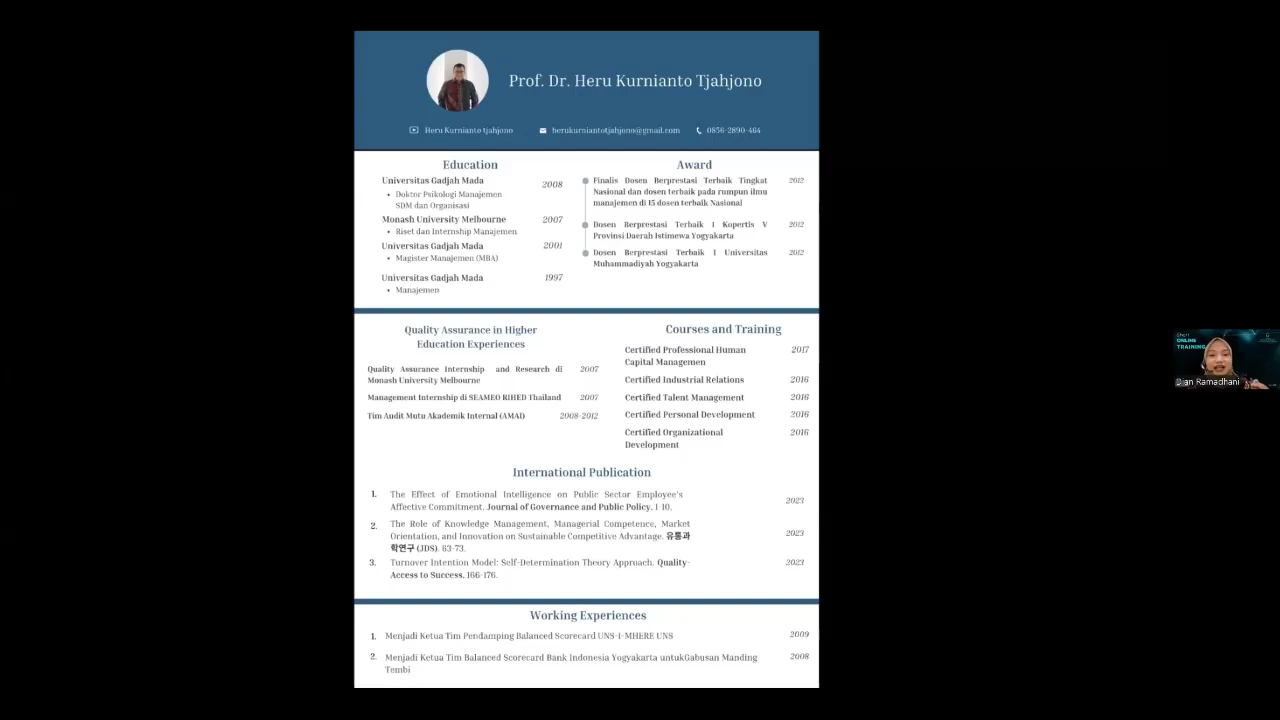 Prof. Dr. Heru Kurnianto Tjahjono
Heru Kurnianto tjahjono
herukurniantotjahjono@gmail.com
0856-2890-464
Education
Universitas Gadjah Mada
2008
• Doktor Psikologi Manajemen
SDM dan Organisasi
Monash University Melbourne
2007
• Riset dan Internship Manajemen
Universitas Gadjah Mada
2001
• Magister Manajemen (MBA)
Universitas Gadjah Mada
1997
• Manajemen
Award
Finalis Dosen Berprestasi Terbaik Tingkat
2012
Nasional dan dosen terbaik pada rumpun ilmu
manajemen di 15 dosen terbaik Nasional
Dosen Berprestasi Terbaik 1 Kopertis V
2012
Provinsi Daerah Istimewa Yogyakarta
Dosen Berprestasi Terbaik 1 Universitas
2012
Muhammadiyah Yogyakarta
Quality Assurance in Higher
Education Experiences
Quality Assurance Internship and Research di
2007
Monash University Melbourne
Management Internship di SEAMEO RIHED Thailand
2007
Tim Audit Mutu Akademik Internal (AMAI)
2008-2012
Courses and Training
Certified Professional Human
2017
Capital Managemen
Certified Industrial Relations
2016
Certified Talent Management
2016
Certified Personal Development
2016
Certified Organizational
2016
Development
International Publication
1. The Effect of Emotional Intelligence on Public Sector Employee's
Affective Commitment. Journal of Governance and Public Policy, 1-10.
2023
2. The Role of Knowledge Management, Managerial Competence, Market
Orientation, and Innovation on Sustainable Competitive Advantage. 유통과
2023
학연구 (JDS). 63-73.
3. Turnover Intention Model: Self-Determination Theory Approach. Quality-
2023
Access to Success, 166-176.
Working Experiences
1. Menjadi Ketua Tim Pendamping Balanced Scorecard UNS-I-MHERE UNS
2009
2. Menjadi Ketua Tim Balanced Scorecard Bank Indonesia Yogyakarta untukGabusan Manding
2008
Tembi
ONLINE
TRAINING
Dian Ramadhani